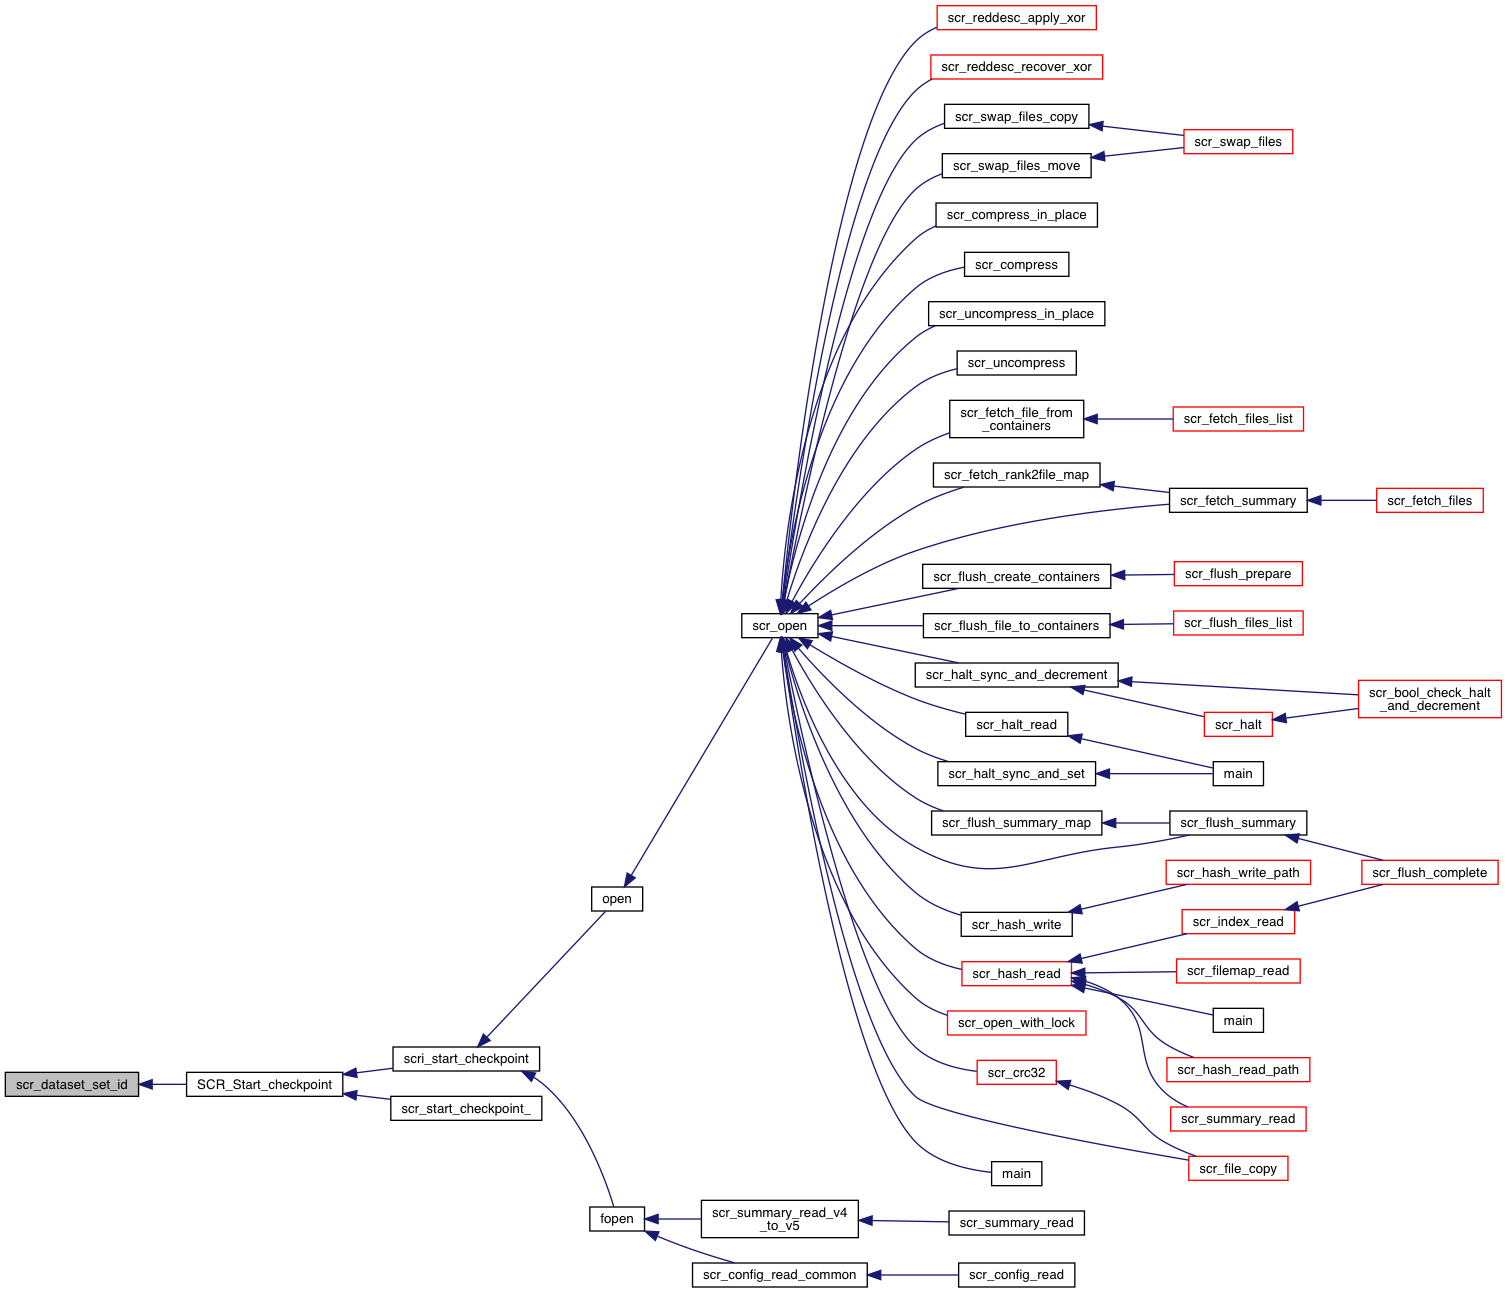 scr_reddesc_apply_xor
scr_reddesc_recover_xor
scr_swap_files_copy
scr_swap_files
scr_swap_files_move
scr_compress_in_place
scr_compress
scr_uncompress_in_place
scr_uncompress
scr_fetch_file_from
_containers
scr_fetch_files_list
scr_fetch_rank2file_map
scr_fetch_summary
scr_fetch_files
scr_flush_create_containers
scr_flush_prepare
scr_open
scr_flush_file_to_containers
scr_flush_files_list
scr_halt_sync_and_decrement
scr_bool_check_halt
_and_decrement
scr_halt_read
scr_halt
scr_halt_sync_and_set
main
scr_flush_summary_map
scr_flush_summary
scr_hash_write_path
scr_flush_complete
open
scr_hash_write
scr_index_read
scr_hash_read
scr_filemap_read
scr_open_with_lock
main
scri_start_checkpoint
scr_crc32
scr_hash_read_path
scr_dataset_set_id
SCR_Start_checkpoint
scr_start_checkpoint_
scr_summary_read
main
scr_file_copy
fopen
scr_summary_read_v4
_to_v5
scr_summary_read
scr_config_read_common
scr_config_read